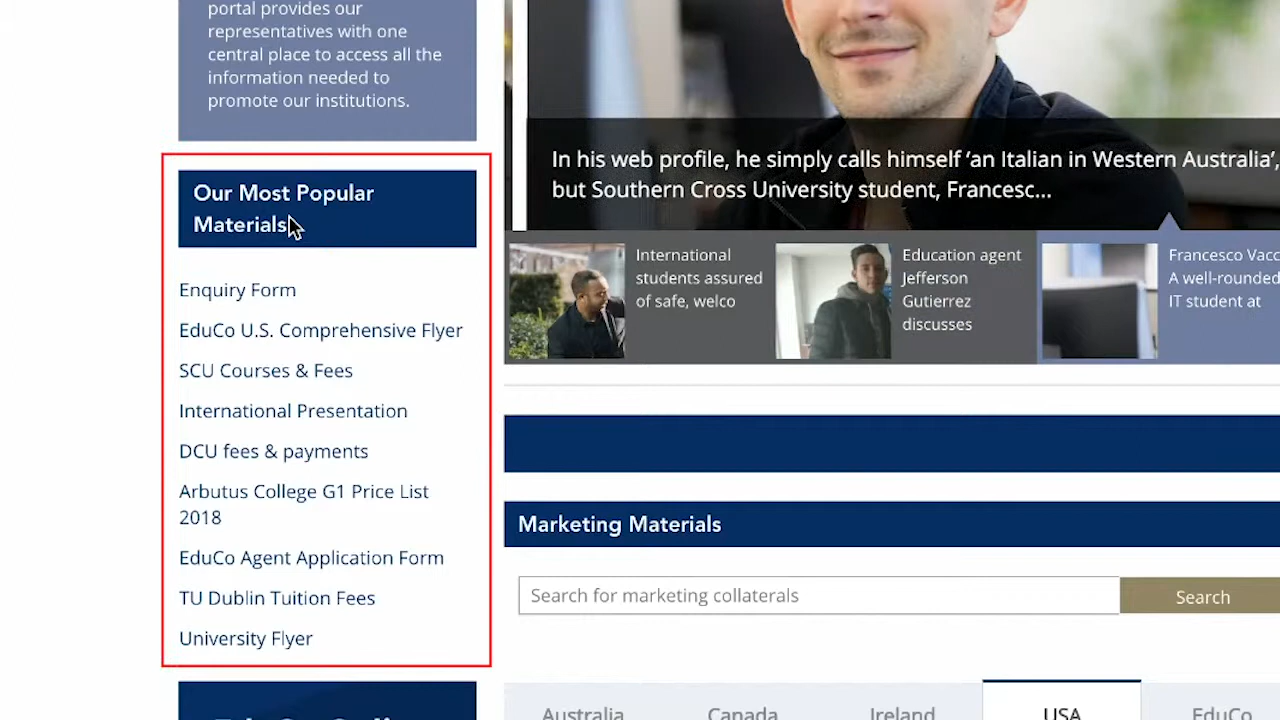 portal provides our
representatives with one
central place to access all the
information needed to
promote our institutions.
Our Most Popular
Materials
Enquiry Form
EduCo U.S. Comprehensive Flyer
SCU Courses & Fees
International Presentation
DCU fees & payments
Arbutus College G1 Price List
2018
EduCo Agent Application Form
TU Dublin Tuition Fees
University Flyer
In his web profile, he simply calls himself ‘an Italian in Western Australia’,
but Southern Cross University student, Francesc...
International
students assured
of safe, welco
Education agent
Jefferson
Gutierrez
discusses
Francesco Vacc
A well-rounded
IT student at
Marketing Materials
Search for marketing collaterals
Search
Australia
Canada
Ireland
USA
EduCo